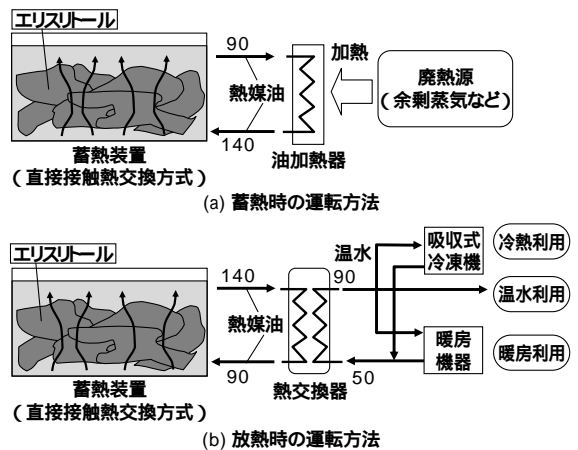 エリスリトール
90
加熱
熱媒油
廃熱源
(余剰蒸気など)
140
蓄熱装置
(直接接触熱交換方式)
油加熱器
(a) 蓄熱時の運転方法
エリスリトール
140
温水
90
吸収式
冷凍機
冷熱利用
温水利用
熱媒油
暖房
機器
暖房利用
90
50
蓄熱装置
(直接接触熱交換方式)
熱交換器
(b) 放熱時の運転方法